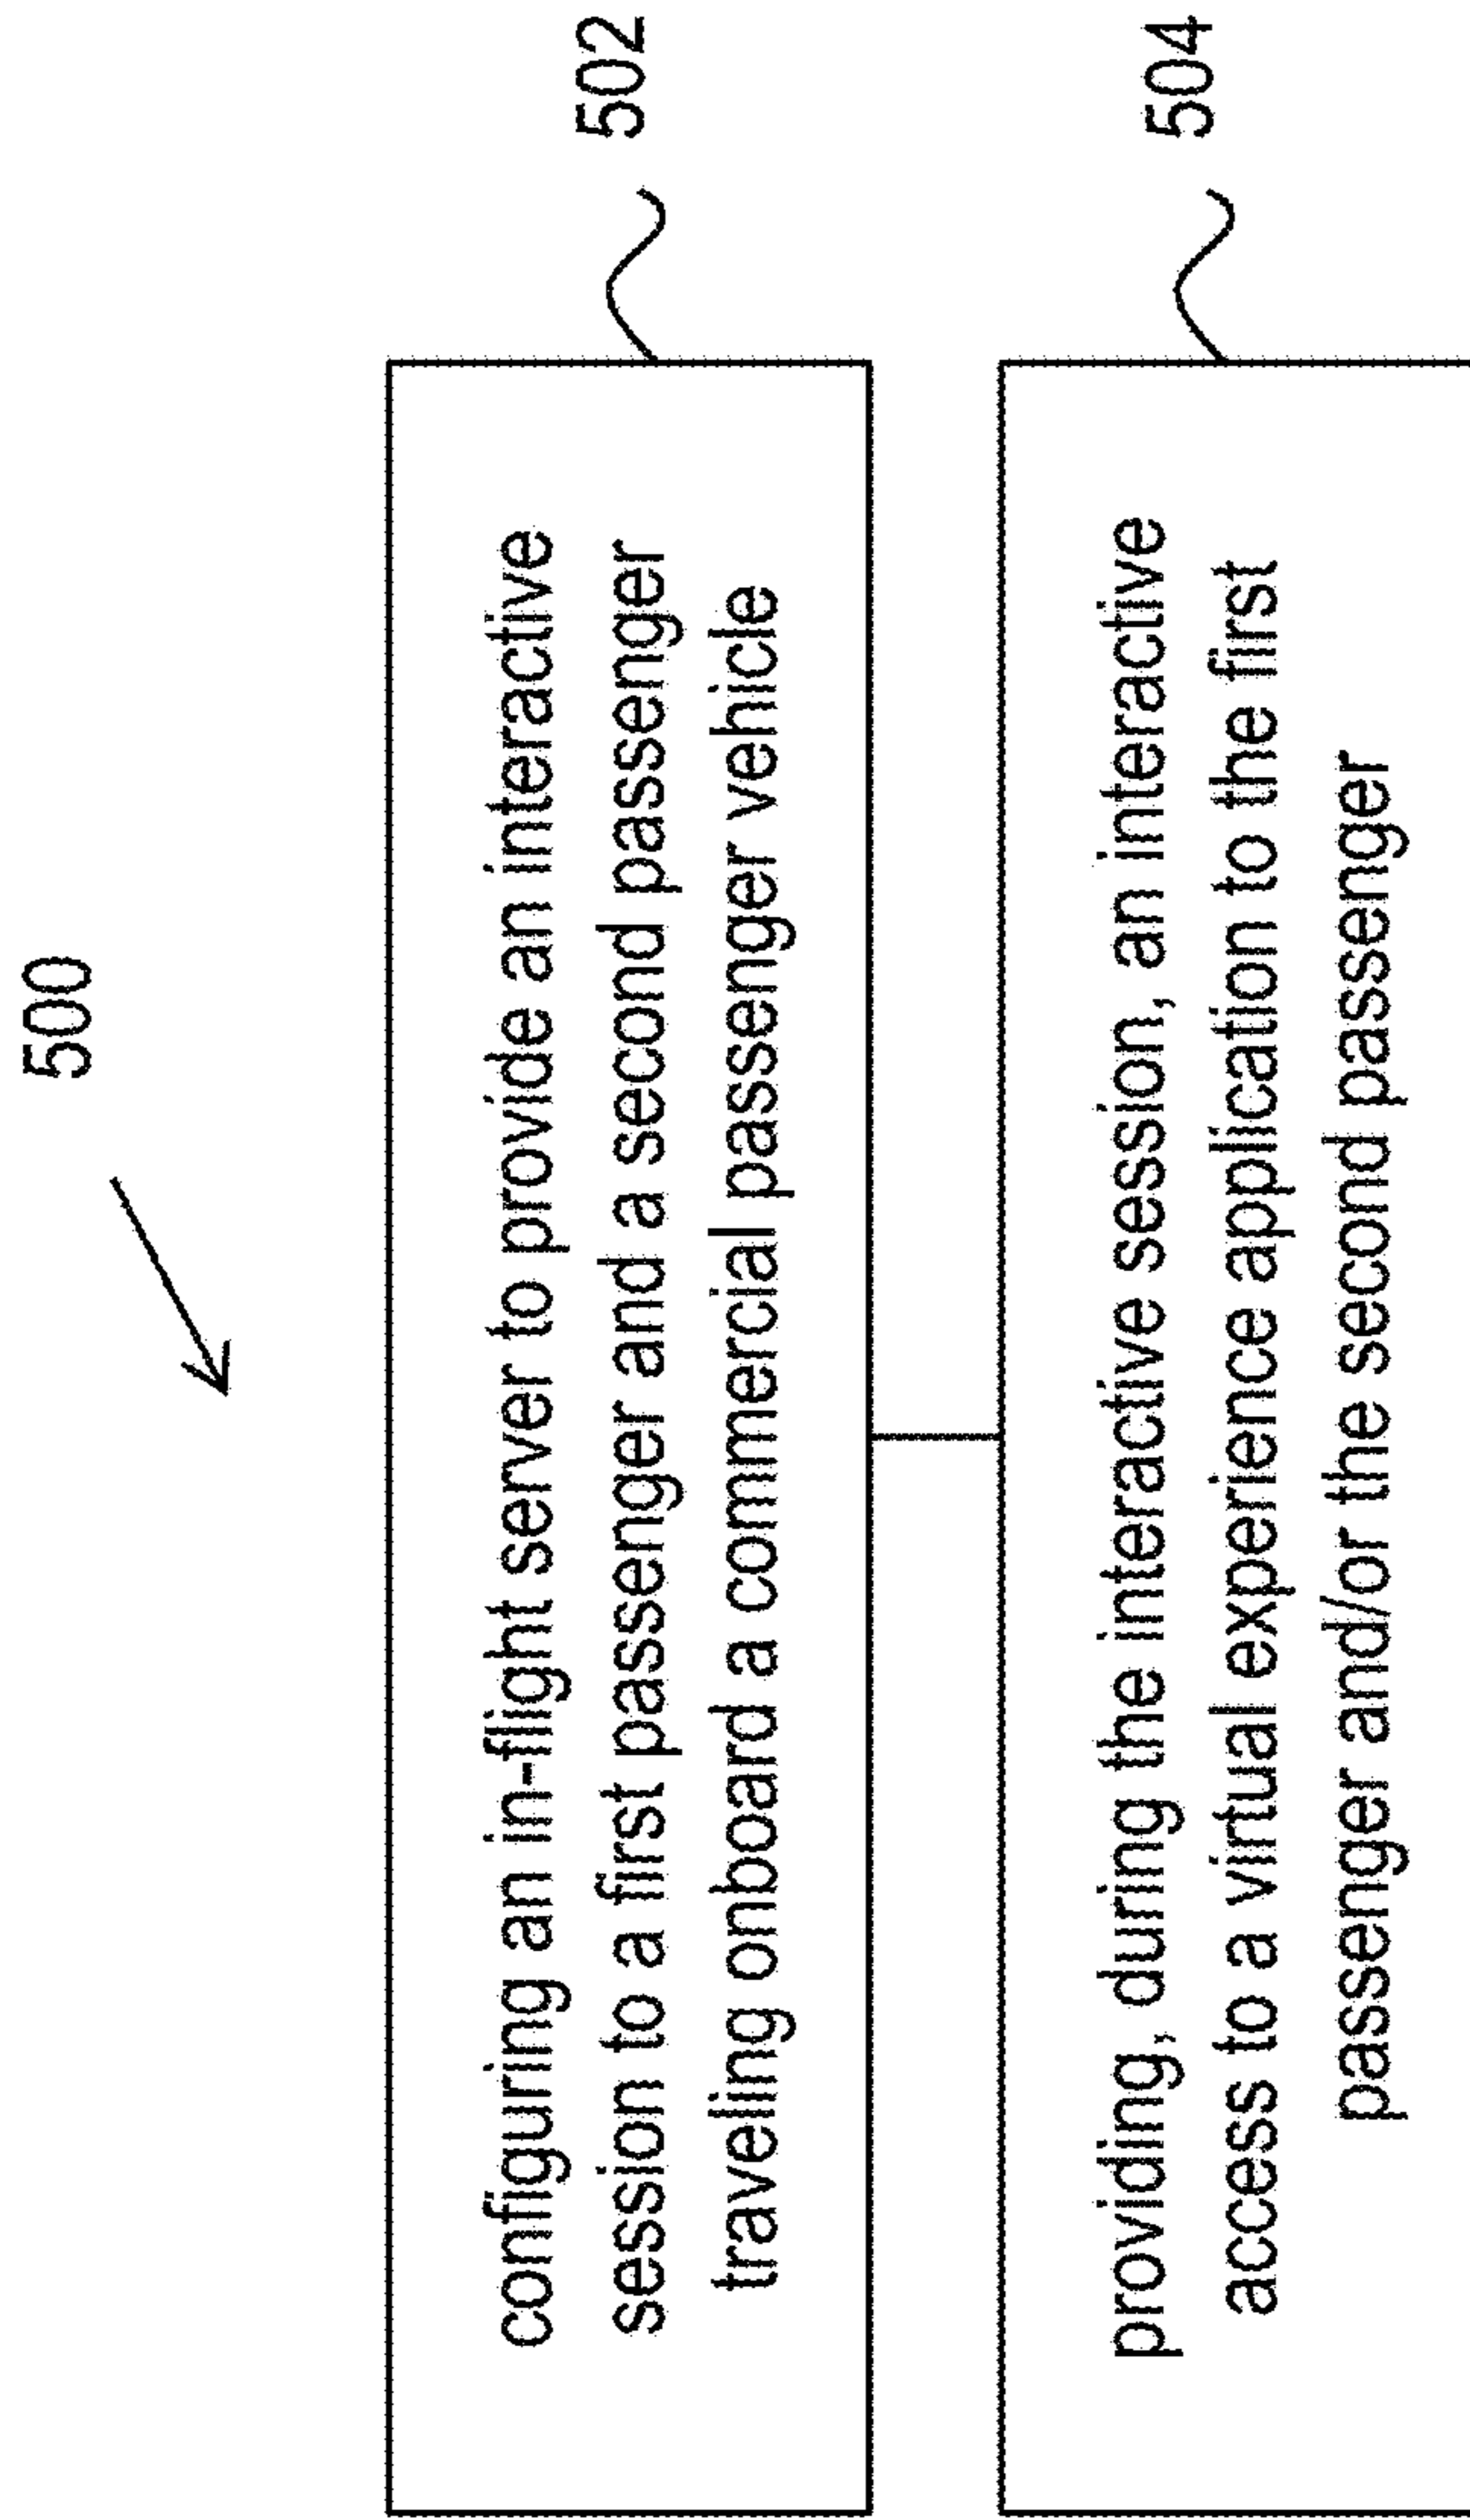 500
configuring an in-flight server to provide an interactive
session to a first passenger and a second passenger
traveling onboard a commercial passenger vehicle
502
providing, during the interactive session, an interactive
access to a virtual experience application to the first
passenger and/or the second passenger
504